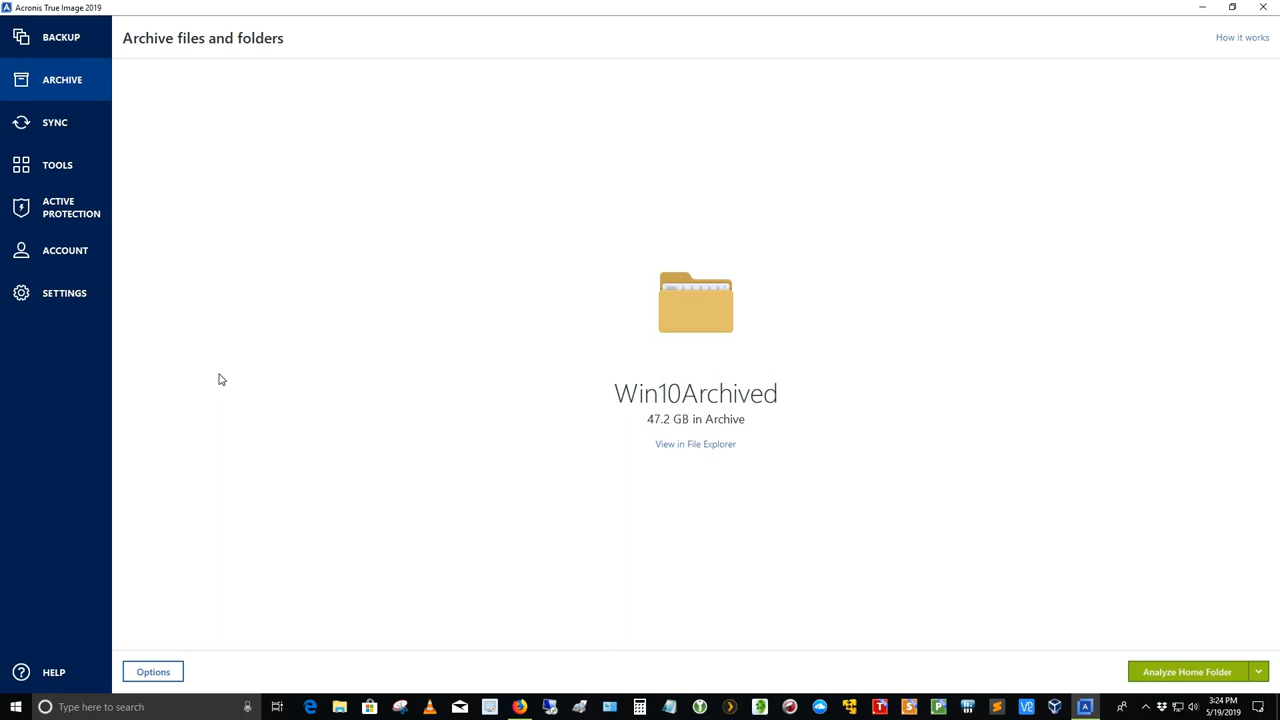 Acronis True Image 2019
BACKUP
ARCHIVE
SYNC
TOOLS
ACTIVE
PROTECTION
ACCOUNT
SETTINGS
HELP
Archive files and folders
How it works
Win10Archived
47.2 GB in Archive
View in File Explorer
Options
Analyze Home Folder
Type here to search
3:24 PM
5/19/2019